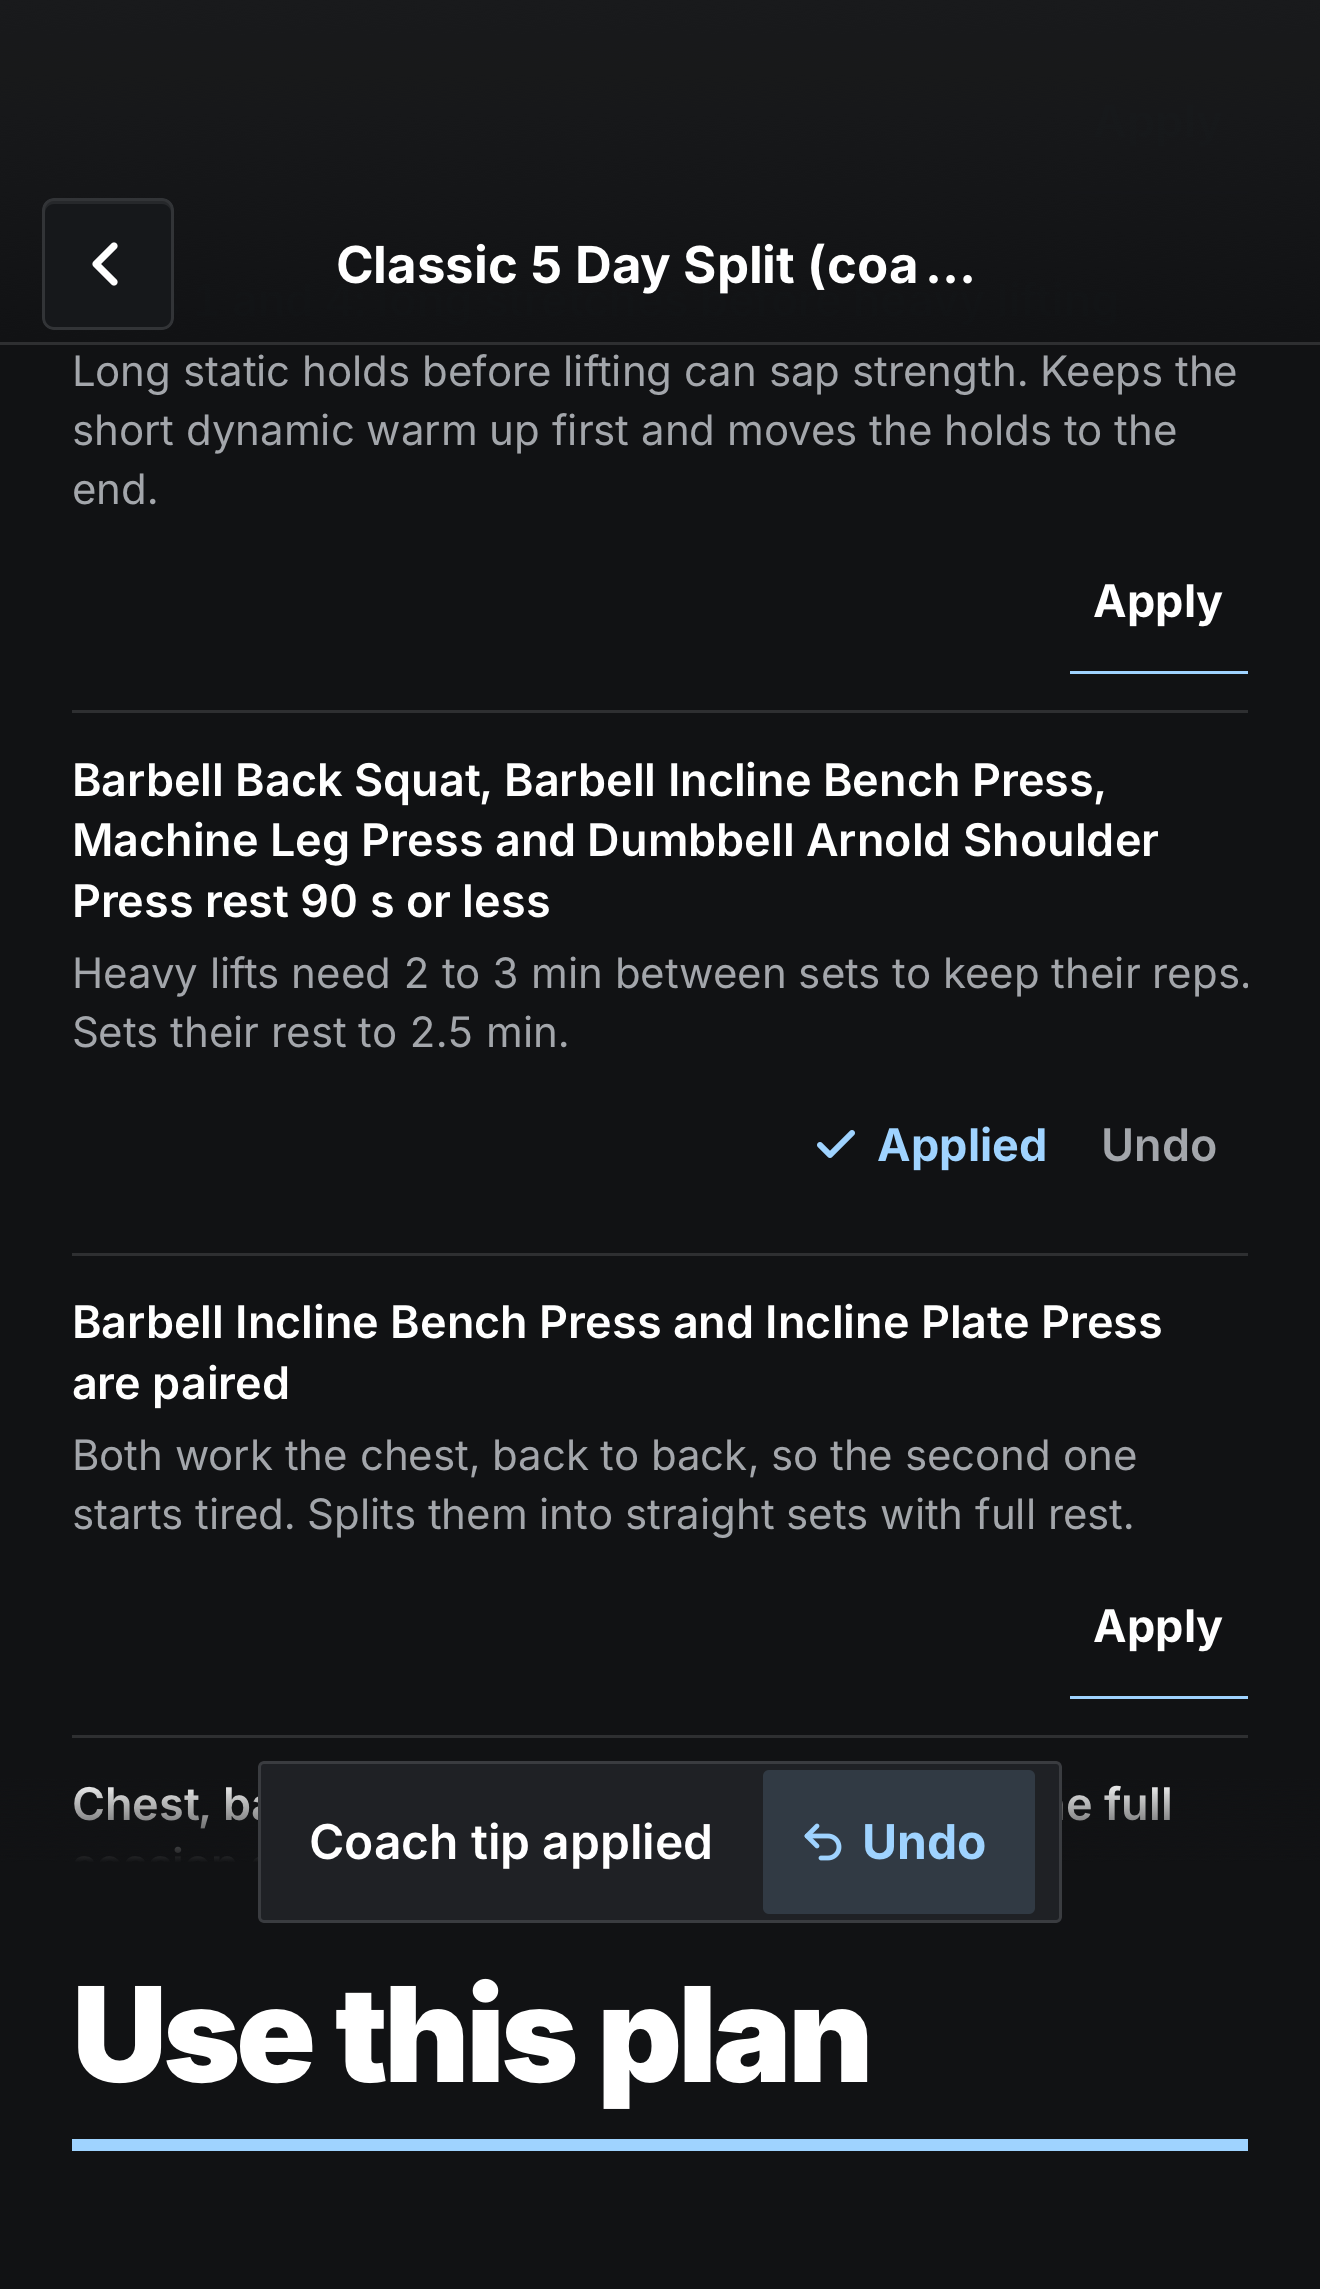 Classic 5 Day Split (coa...
Long static holds before lifting can sap strength. Keeps the
short dynamic warm up first and moves the holds to the
end.
Apply
Barbell Back Squat, Barbell Incline Bench Press,
Machine Leg Press and Dumbbell Arnold Shoulder
Press rest 90 s or less
Heavy lifts need 2 to 3 min between sets to keep their reps.
Sets their rest to 2.5 min.
Applied Undo
Barbell Incline Bench Press and Incline Plate Press
are paired
Both work the chest, back to back, so the second one
starts tired. Splits them into straight sets with full rest.
Apply
Chest, full
Coach tip applied Undo
Use this plan